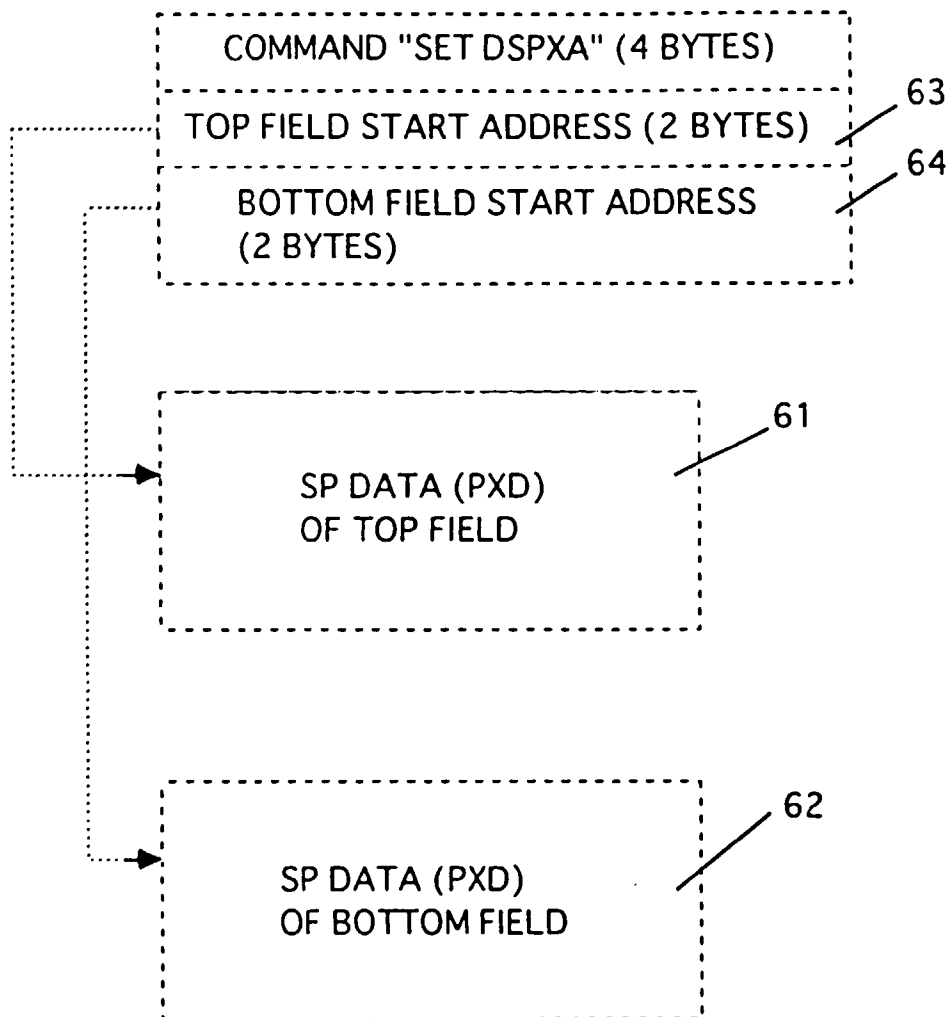 COMMAND "SET DSPXA" (4 BYTES)
63
TOP FIELD START ADDRESS (2 BYTES)
64
BOTTOM FIELD START ADDRESS
(2 BYTES)
61
SP DATA (PXD)
OF TOP FIELD
62
SP DATA (PXD)
OF BOTTOM FIELD